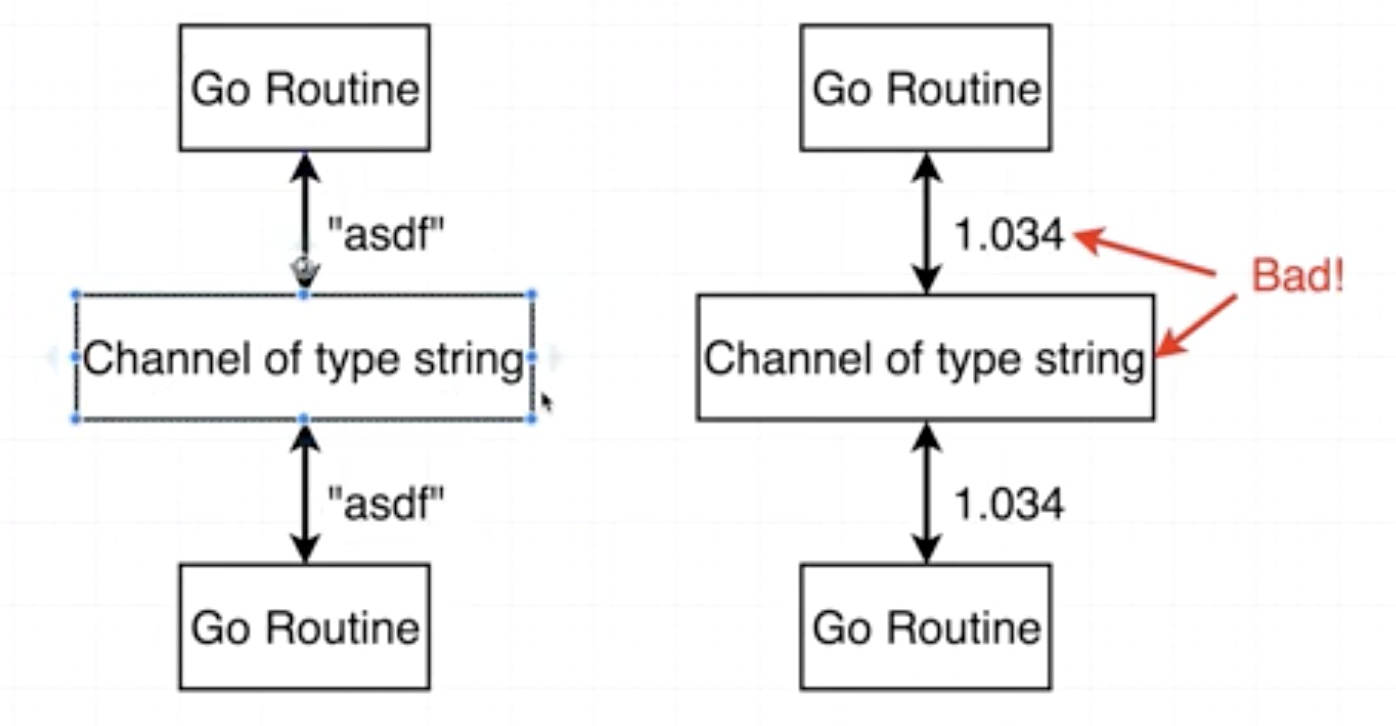 Go Routine
Go Routine
"asdf"
1.034
Bad!
Channel of type string
Channel of type string
"asdf"
1.034
Go Routine
Go Routine